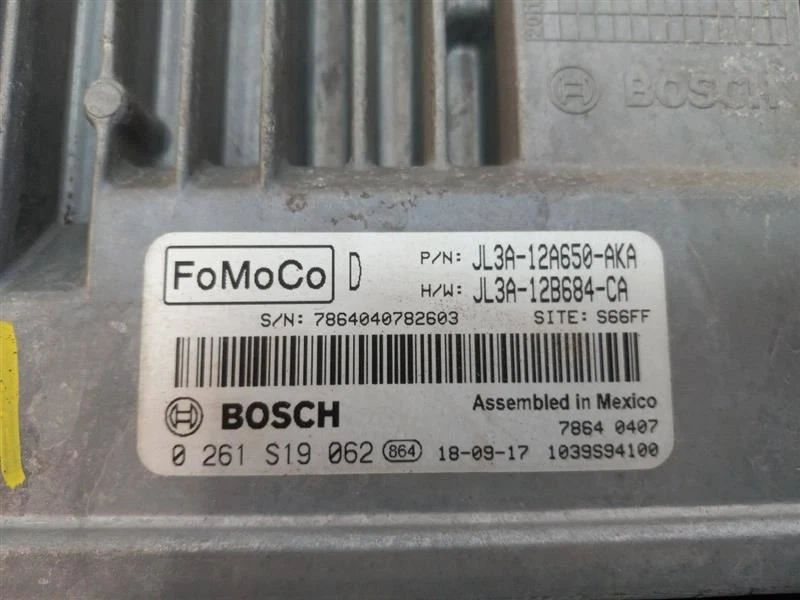 BOSCH
FoMoCo D P/N: JL3A-12A650-AKA
H/W: JL3A-12B684-CA
S/N: 7864040782603 SITE: S66FF
BOSCH Assembled in Mexico
7864 0407
0 261 S19 062 864 18-09-17 1039S94100